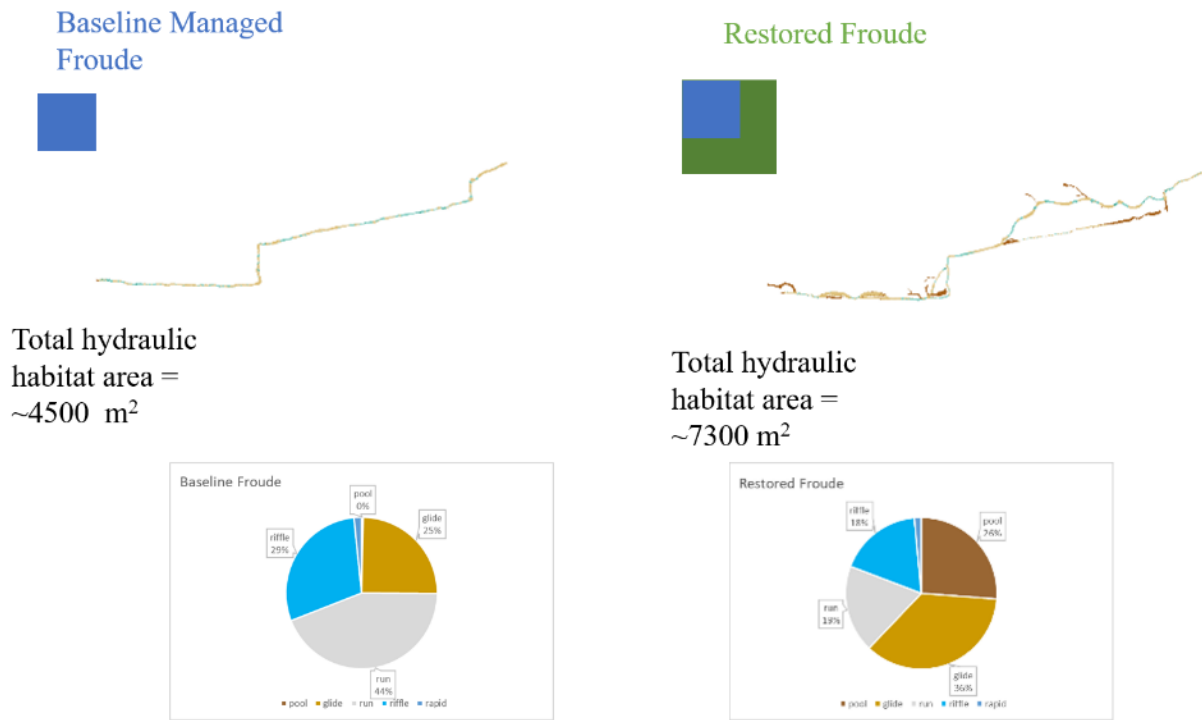 Baseline Managed
Froude
Restored Froude
Total hydraulic
habitat area =
~4500 m²
Total hydraulic
habitat area =
~7300 m²
Baseline Froude
pool
0%
glide
25%
riffle
29%
run
44%
pool glide run riffle rapid
Restored Froude
riffle
18%
pool
26%
run
19%
glide
36%
pool glide run riffle rapid